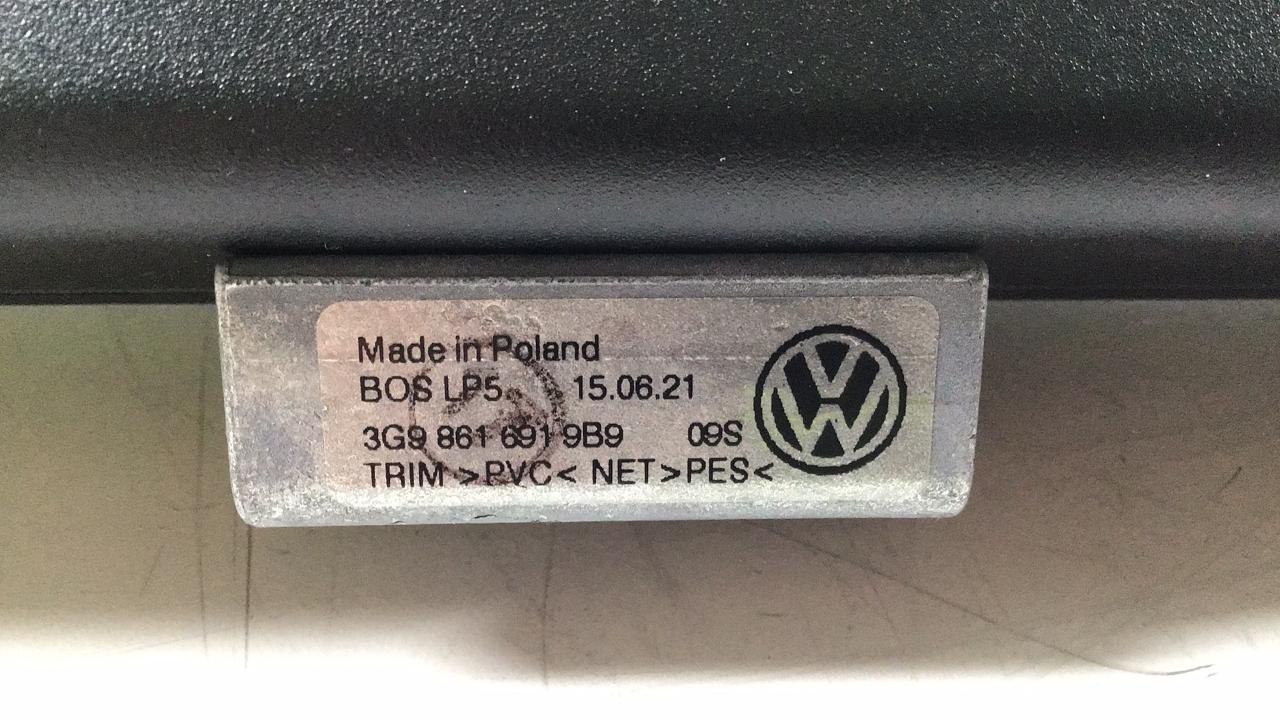 Made in Poland
BOS LP5 15.06.21
3G9 861 691 9B9 09S
TRIM >PVC< NET >PES<